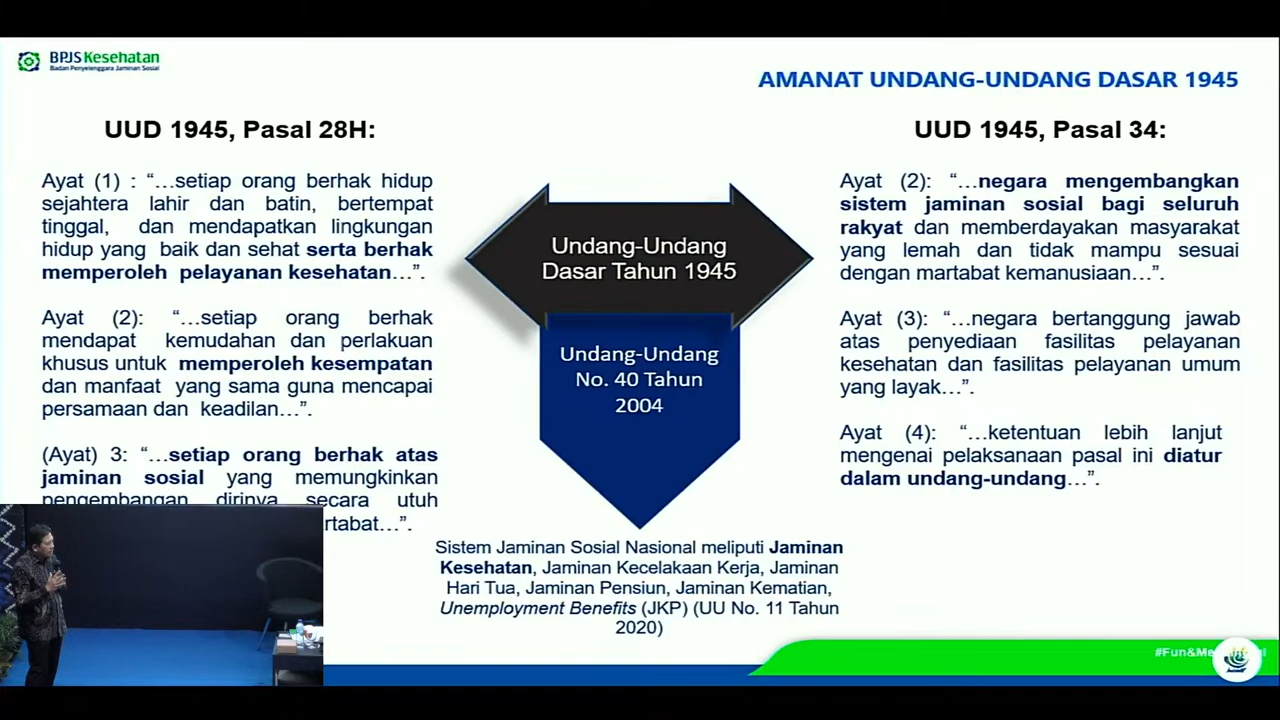 BPJS Kesehatan
Badan Penyelenggara Jaminan Sosial
AMANAT UNDANG-UNDANG DASAR 1945
UUD 1945, Pasal 28H:
Ayat (1) : “…setiap orang berhak hidup
sejahtera lahir dan batin, bertempat
tinggal, dan mendapatkan lingkungan
hidup yang baik dan sehat serta berhak
memperoleh pelayanan kesehatan…”.
Ayat (2): “…setiap orang berhak
mendapat kemudahan dan perlakuan
khusus untuk memperoleh kesempatan
dan manfaat yang sama guna mencapai
persamaan dan keadilan…”.
(Ayat) 3: “…setiap orang berhak atas
jaminan sosial yang memungkinkan
pengembangan dirinya secara utuh
rtabat…”.
Undang-Undang
Dasar Tahun 1945
Undang-Undang
No. 40 Tahun
2004
Sistem Jaminan Sosial Nasional meliputi Jaminan
Kesehatan, Jaminan Kecelakaan Kerja, Jaminan
Hari Tua, Jaminan Pensiun, Jaminan Kematian,
Unemployment Benefits (JKP) (UU No. 11 Tahun
2020)
UUD 1945, Pasal 34:
Ayat (2): “…negara mengembangkan
sistem jaminan sosial bagi seluruh
rakyat dan memberdayakan masyarakat
yang lemah dan tidak mampu sesuai
dengan martabat kemanusiaan…”.
Ayat (3): “…negara bertanggung jawab
atas penyediaan fasilitas pelayanan
kesehatan dan fasilitas pelayanan umum
yang layak…”.
Ayat (4): “…ketentuan lebih lanjut
mengenai pelaksanaan pasal ini diatur
dalam undang-undang…”.